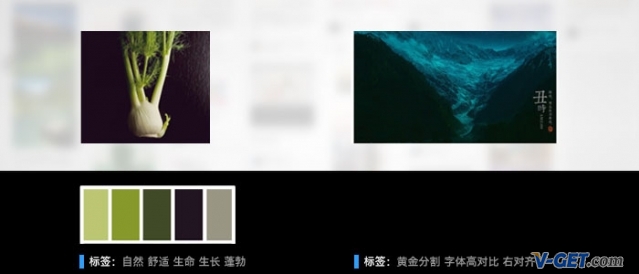 丑
時
标签：自然 舒适 生命 生长 蓬勃
标签：黄金分割 字体高对比 右对齐
V-GET.com